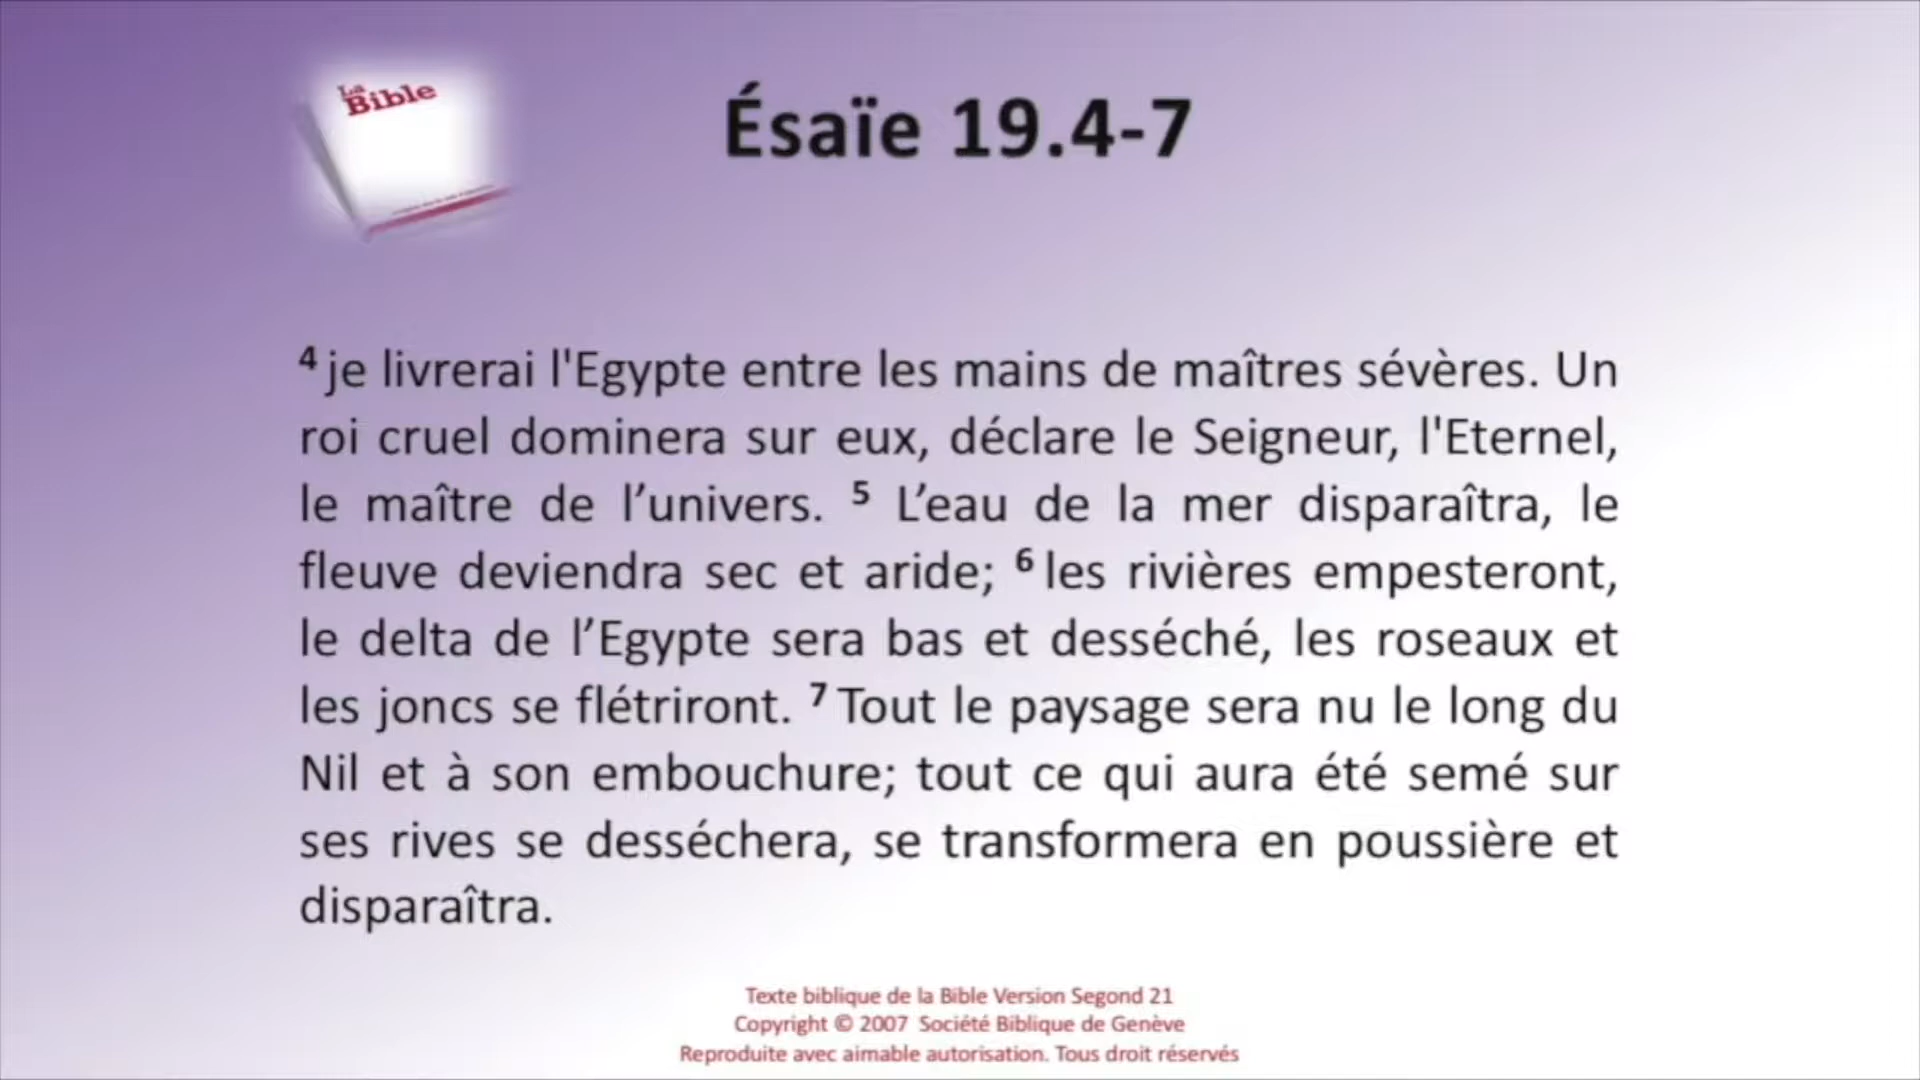 La
Bible
Ésaïe 19.4-7
⁴ je livrerai l'Egypte entre les mains de maîtres sévères. Un
roi cruel dominera sur eux, déclare le Seigneur, l'Eternel,
le maître de l’univers. ⁵ L’eau de la mer disparaîtra, le
fleuve deviendra sec et aride; ⁶ les rivières empesteront,
le delta de l’Egypte sera bas et desséché, les roseaux et
les joncs se flétriront. ⁷ Tout le paysage sera nu le long du
Nil et à son embouchure; tout ce qui aura été semé sur
ses rives se desséchera, se transformera en poussière et
disparaîtra.
Texte biblique de la Bible Version Segond 21
Copyright © 2007 Société Biblique de Genève
Reproduite avec aimable autorisation. Tous droit réservés